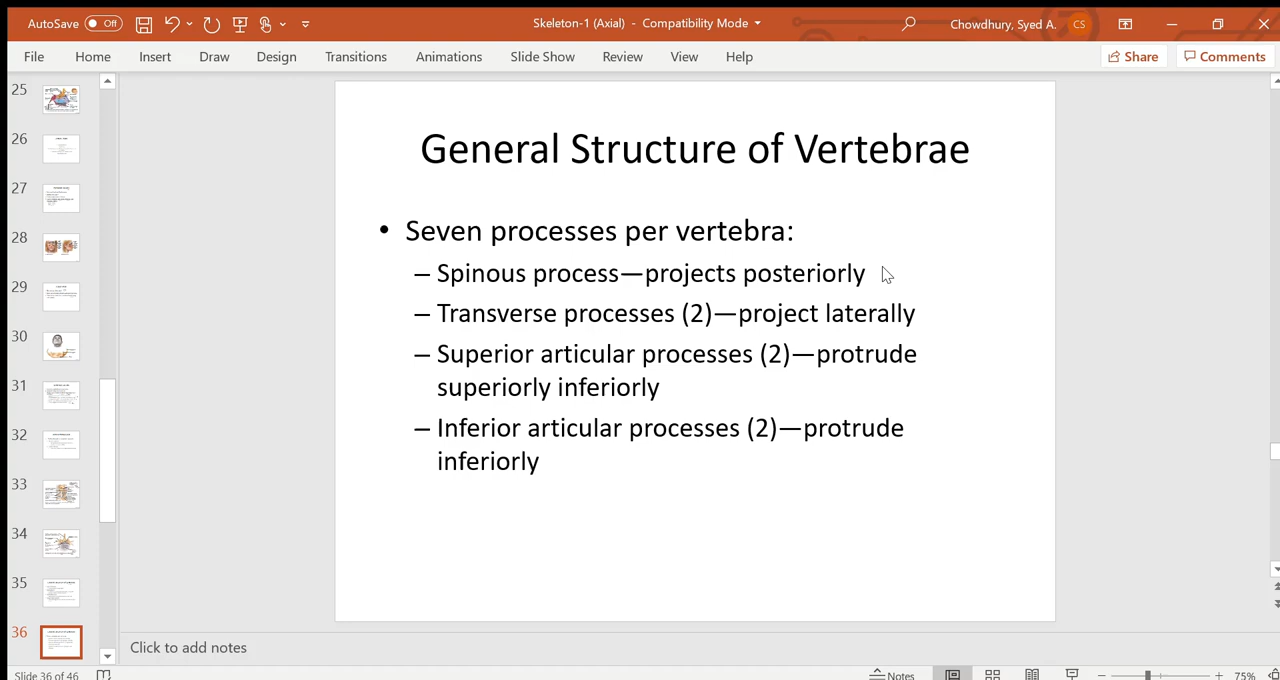 AutoSave Off Skeleton-1 (Axial) - Compatibility Mode Chowdhury, Syed A. CS
File Home Insert Draw Design Transitions Animations Slide Show Review View Help Share Comments
25
26
27
28
29
30
31
32
33
34
35
36
General Structure of Vertebrae
• Seven processes per vertebra:
– Spinous process—projects posteriorly
– Transverse processes (2)—project laterally
– Superior articular processes (2)—protrude
superiorly inferiorly
– Inferior articular processes (2)—protrude
inferiorly
Click to add notes
Slide 36 of 46 Notes 75%